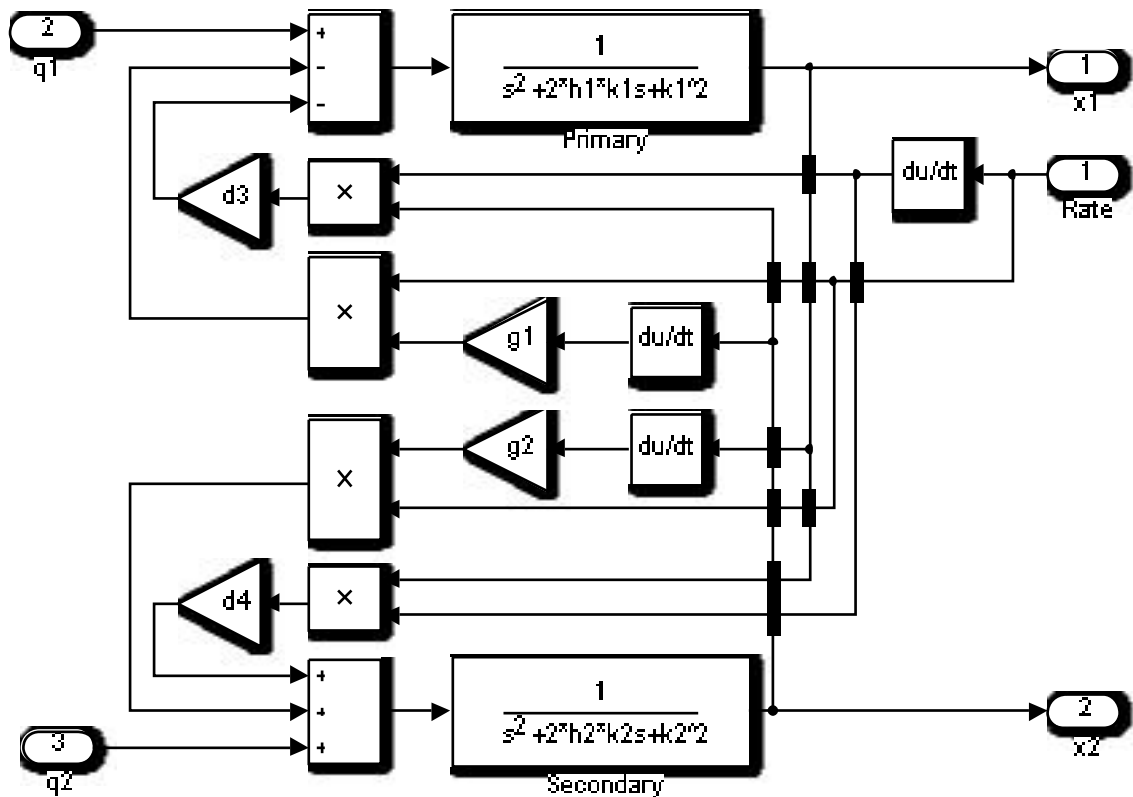 2
q1
+
-
-
1
s2+2*h1*k1s+k1^2
Primary
1
x1
d3
×
du/dt
1
Rate
×
g1
du/dt
×
g2
du/dt
d4
×
+
+
+
1
s2+2*h2*k2s+k2^2
Secondary
2
x2
3
q2